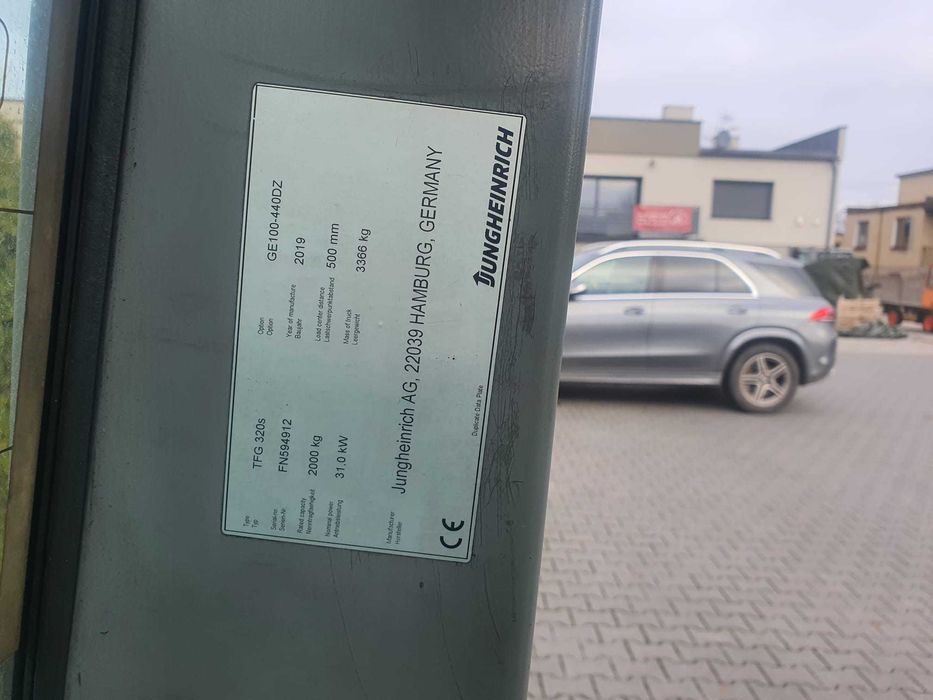 Type TFG 320s Option GE100-440DZ
Typ Option
Serial-no FN594912 Year of manufacture 2019
Serien-Nr. Baujahr
Rated capacity 2000 kg Load center distance 500 mm
Nenntragfähigkeit Lastschwerpunktabstand
Nominal power 31,0 kW Mass of truck 3366 kg
Antriebsleistung Leergewicht
Manufacturer Jungheinrich AG, 22039 HAMBURG, GERMANY
Hersteller
Duplicate Data Plate
CE JUNGHEINRICH